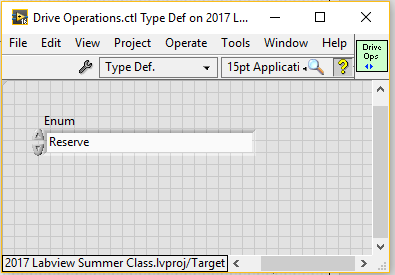 Drive Operations.ctl Type Def on 2017 L...
File Edit View Project Operate Tools Window Help
Drive
Ops
Type Def.
15pt Applicati
?
Enum
Reserve
2017 Labview Summer Class.lvproj/Target